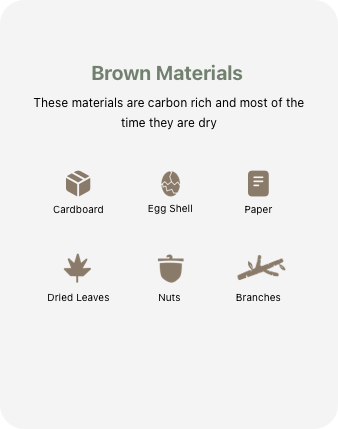 Brown Materials
These materials are carbon rich and most of the
time they are dry
Cardboard
Egg Shell
Paper
Dried Leaves
Nuts
Branches